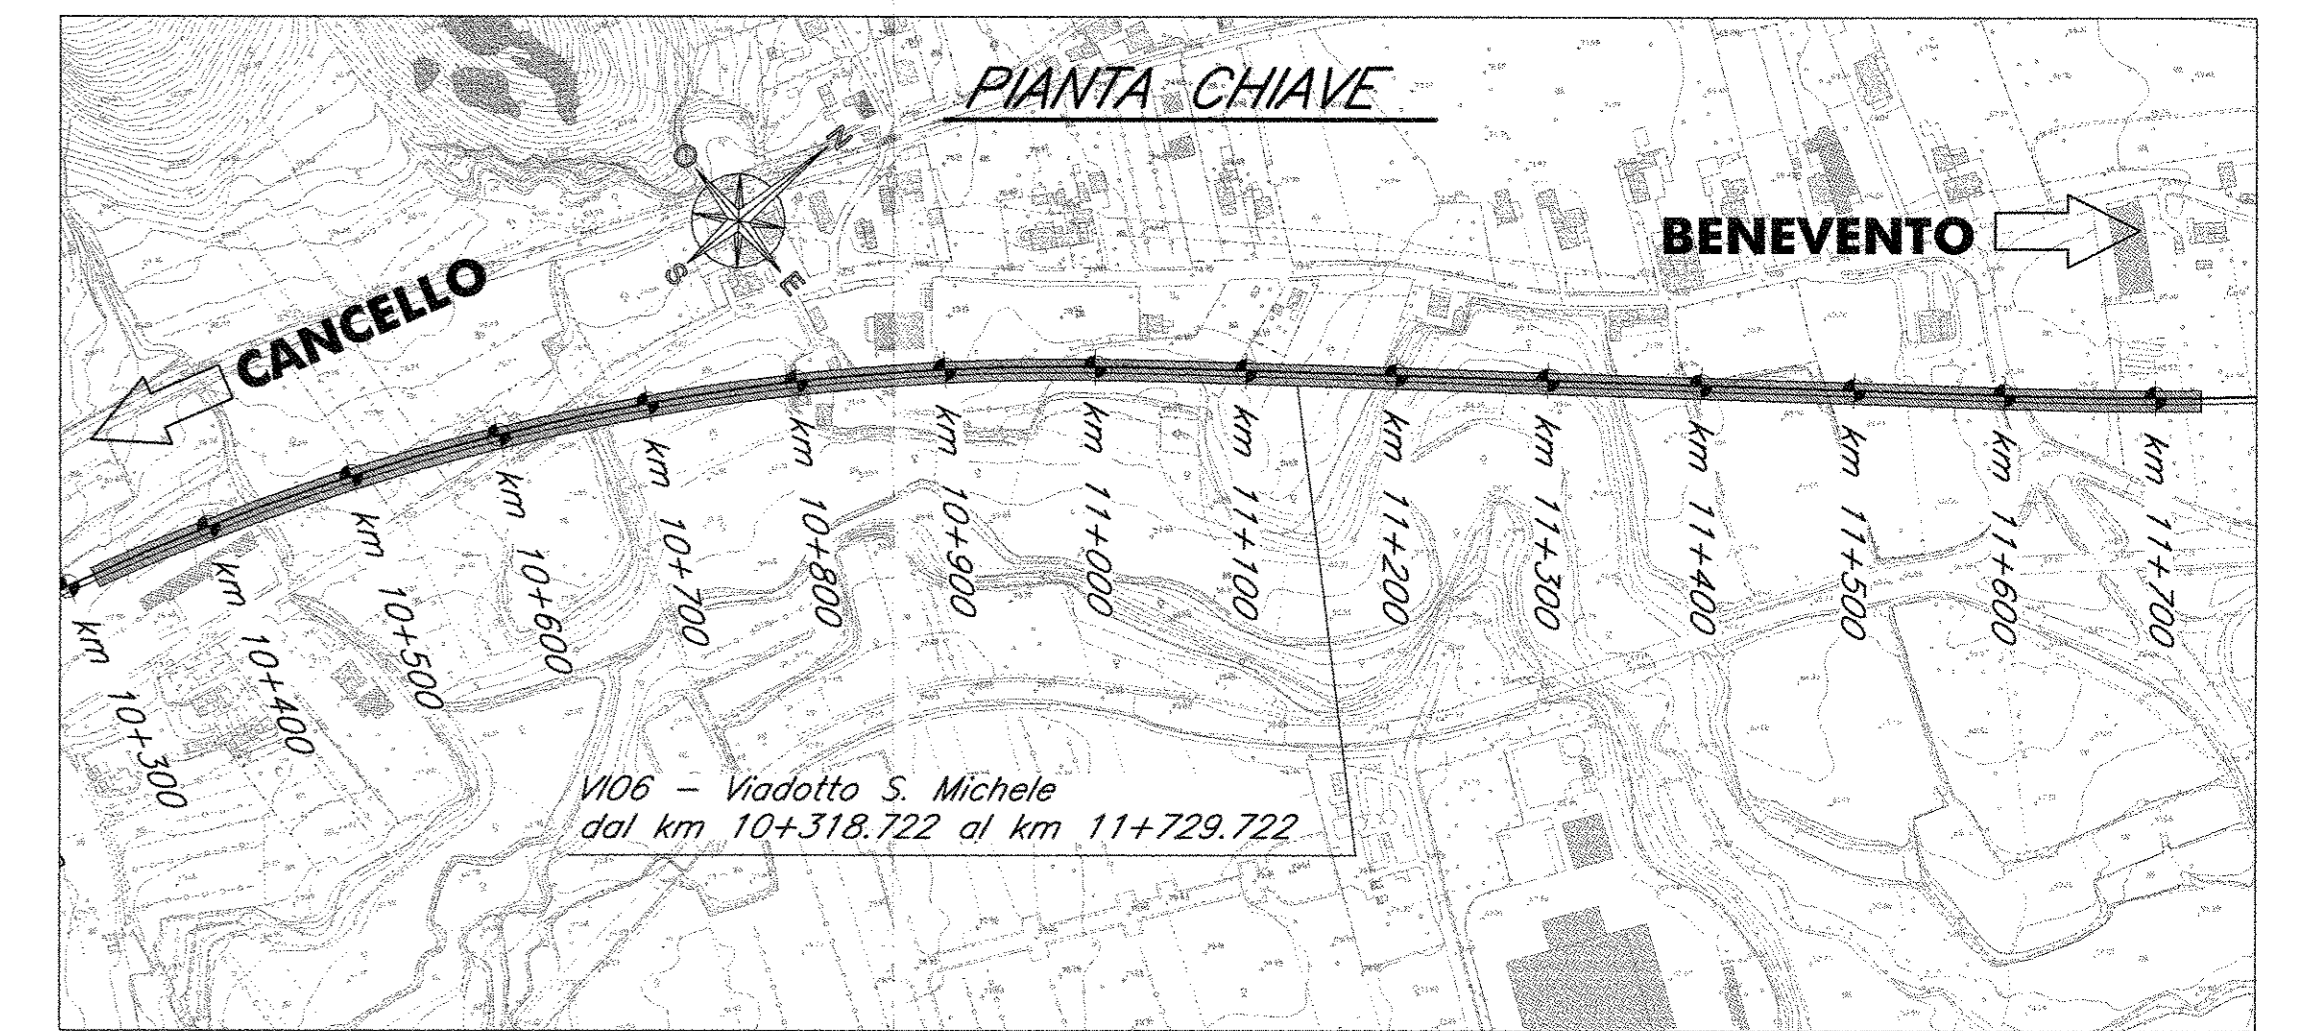 PIANTA CHIAVE
N
O
S
E
BENEVENTO
CANCELLO
km 10+300
km 10+400
km 10+500
km 10+600
km 10+700
km 10+800
km 10+900
km 11+000
km 11+100
km 11+200
km 11+300
km 11+400
km 11+500
km 11+600
km 11+700
VI06 – Viadotto S. Michele
dal km 10+318.722 al km 11+729.722